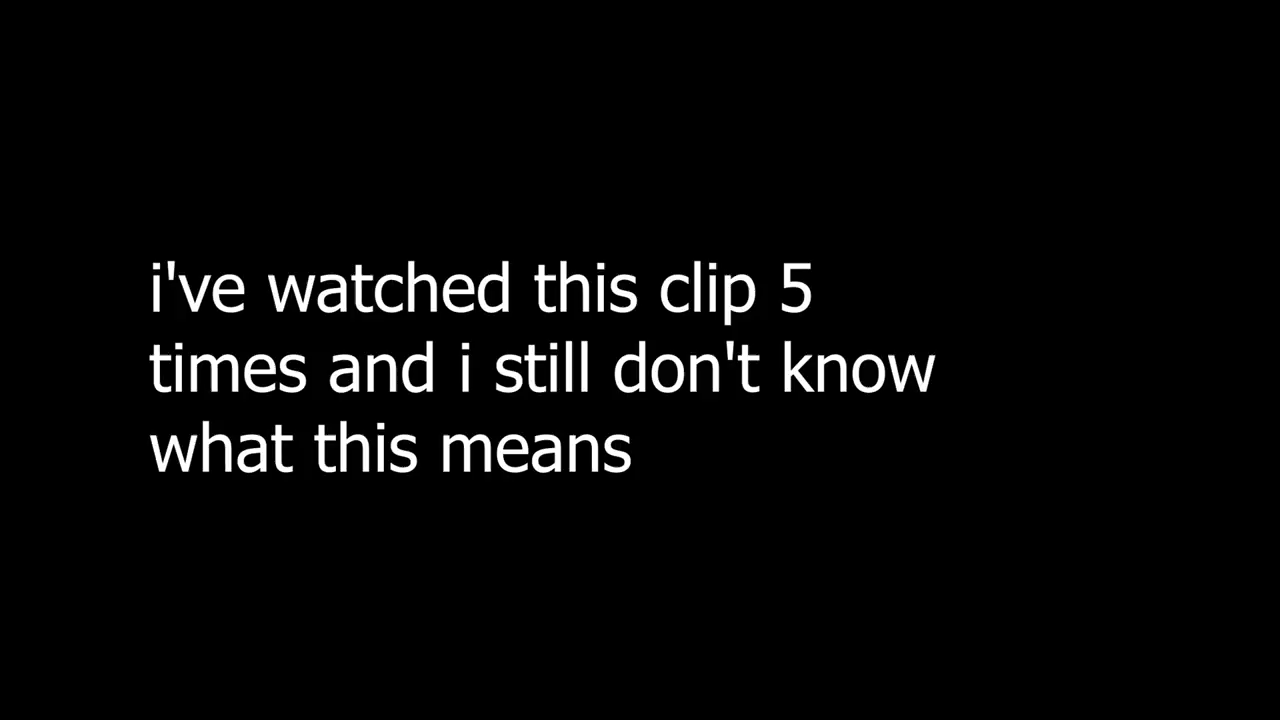 i've watched this clip 5
times and i still don't know
what this means